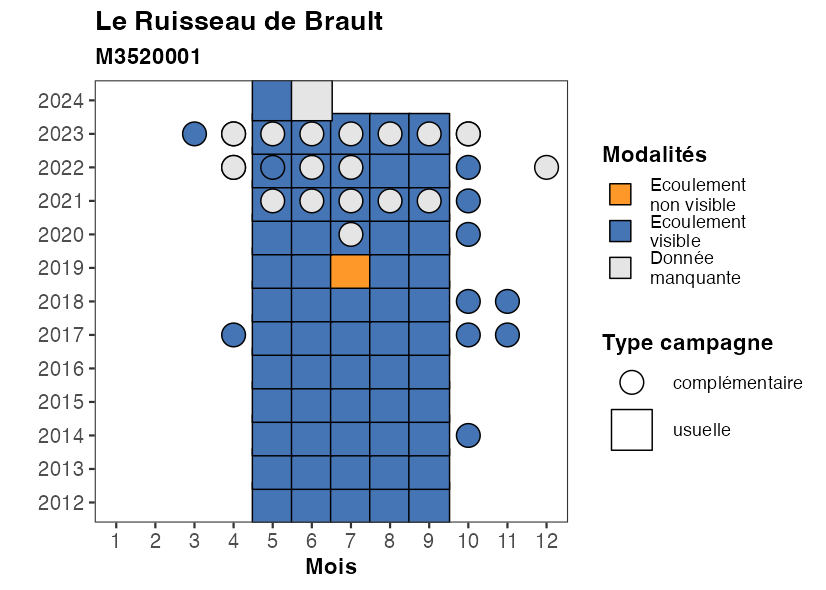 Le Ruisseau de Brault
M3520001
2024
2023
2022
2021
2020
2019
2018
2017
2016
2015
2014
2013
2012
1 2 3 4 5 6 7 8 9 10 11 12
Mois
Modalités
Ecoulement
non visible
Ecoulement
visible
Donnée
manquante
Type campagne
complémentaire
usuelle